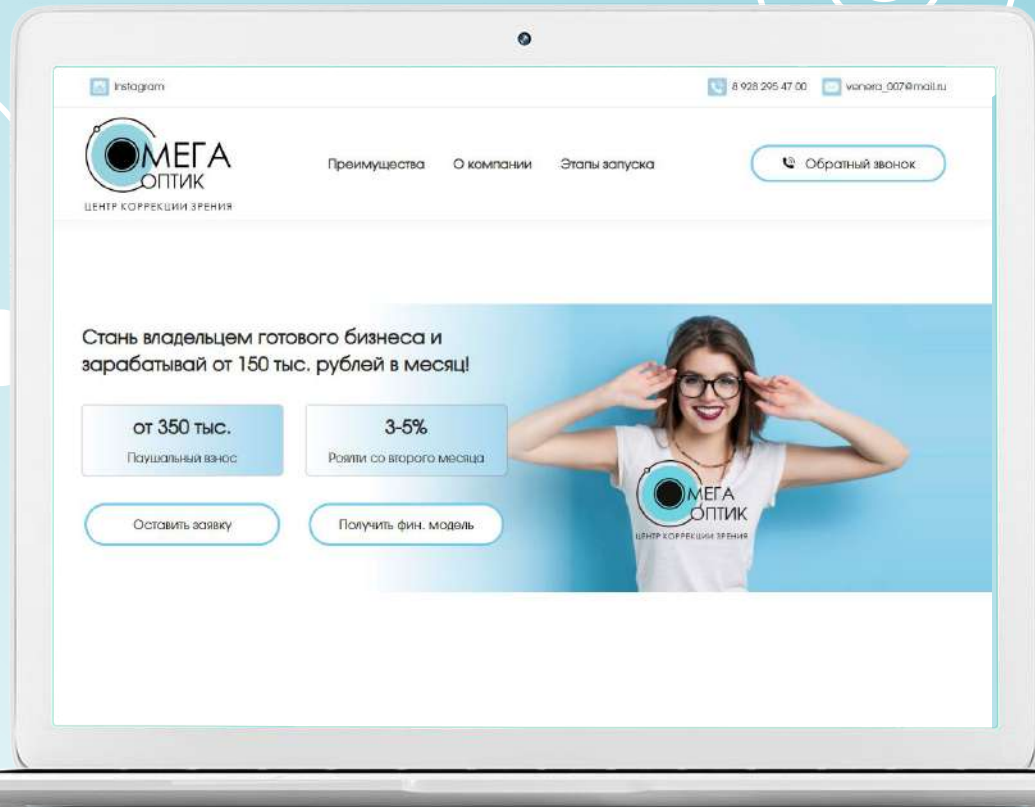 Instagram
8 928 295 47 00
venera_007@mail.ru
ОМЕГА
ОПТИК
ЦЕНТР КОРРЕКЦИИ ЗРЕНИЯ
Преимущества
О компании
Этапы запуска
Обратный звонок
Стань владельцем готового бизнеса и
зарабатывай от 150 тыс. рублей в месяц!
от 350 тыс.
Паушальный взнос
3-5%
Роялти со второго месяца
Оставить заявку
Получить фин. модель
ОМЕГА
ОПТИК
ЦЕНТР КОРРЕКЦИИ ЗРЕНИЯ